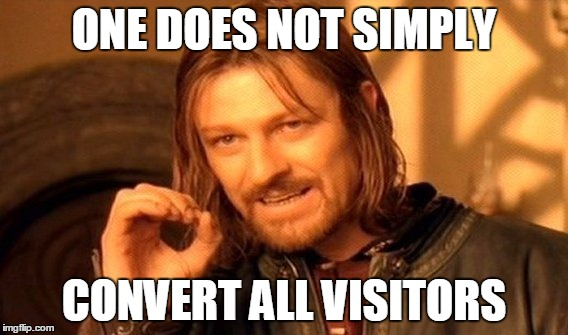 ONE DOES NOT SIMPLY
CONVERT ALL VISITORS
imgflip.com